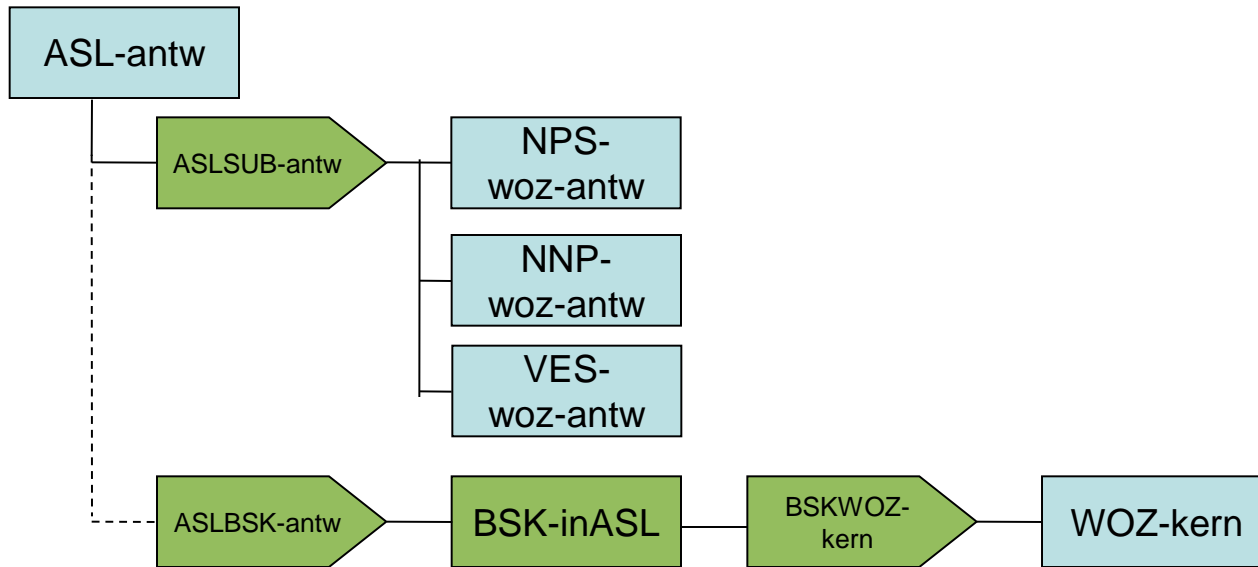 ASL-antw
ASLSUB-antw
NPS-
woz-antw
NNP-
woz-antw
VES-
woz-antw
ASLBSK-antw
BSK-inASL
BSKWOZ-
kern
WOZ-kern